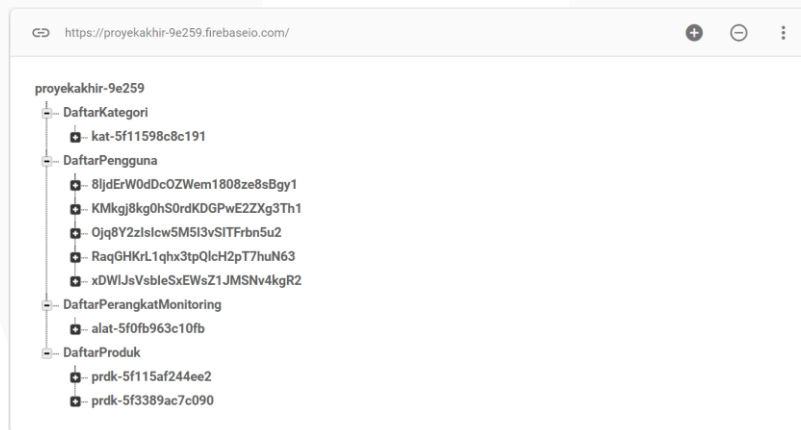 https://proyekakhir-9e259.firebaseio.com/
proyekakhir-9e259
DaftarKategori
kat-5f11598c8c191
DaftarPengguna
8ljdErW0dDcOZWem1808ze8sBgy1
KMkgj8kg0hS0rdKDGPwE2ZXg3Th1
Ojq8Y2zlsIcw5M5I3vSITFrbn5u2
RaqGHKrL1qhx3tpQlcH2pT7huN63
xDWlJsVsbleSxEWsZ1JMSNv4kgR2
DaftarPerangkatMonitoring
alat-5f0fb963c10fb
DaftarProduk
prdk-5f115af244ee2
prdk-5f3389ac7c090